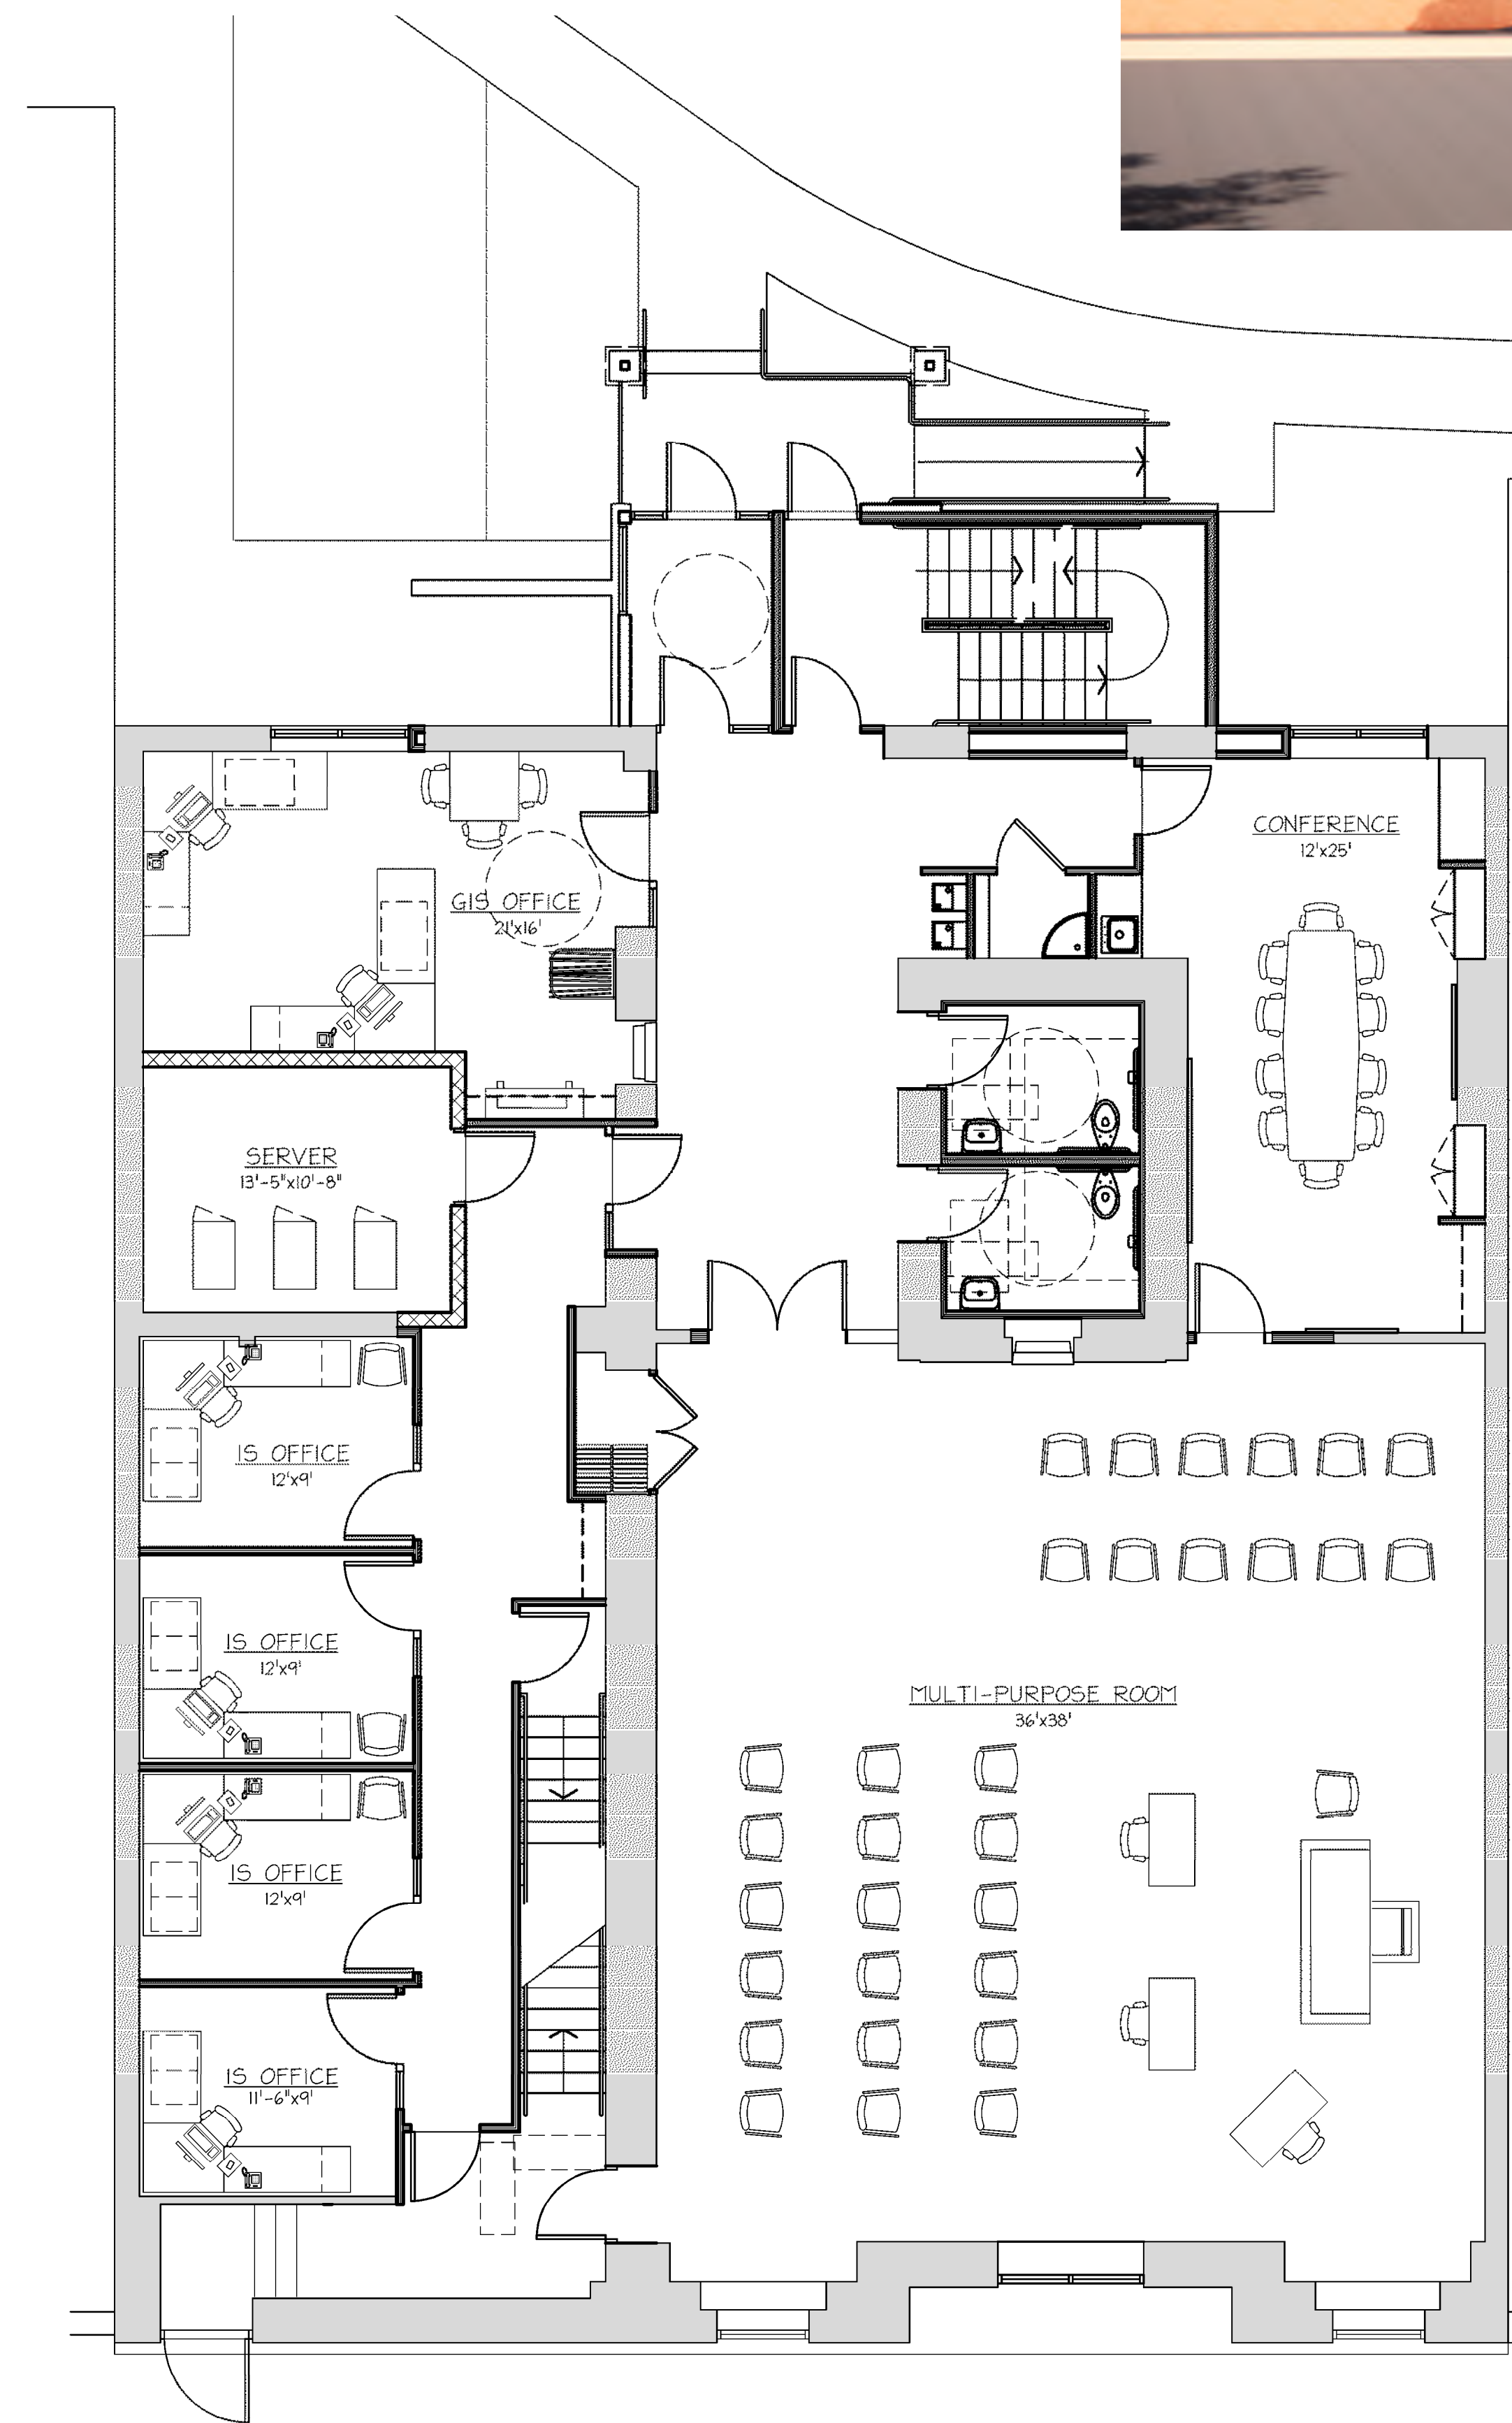 CONFERENCE
12'x25'
GIS OFFICE
21'x16'
SERVER
13'-5"x10'-8"
IS OFFICE
12'x9'
IS OFFICE
12'x9'
MULTI-PURPOSE ROOM
36'x38'
IS OFFICE
12'x9'
IS OFFICE
11'-6"x9'